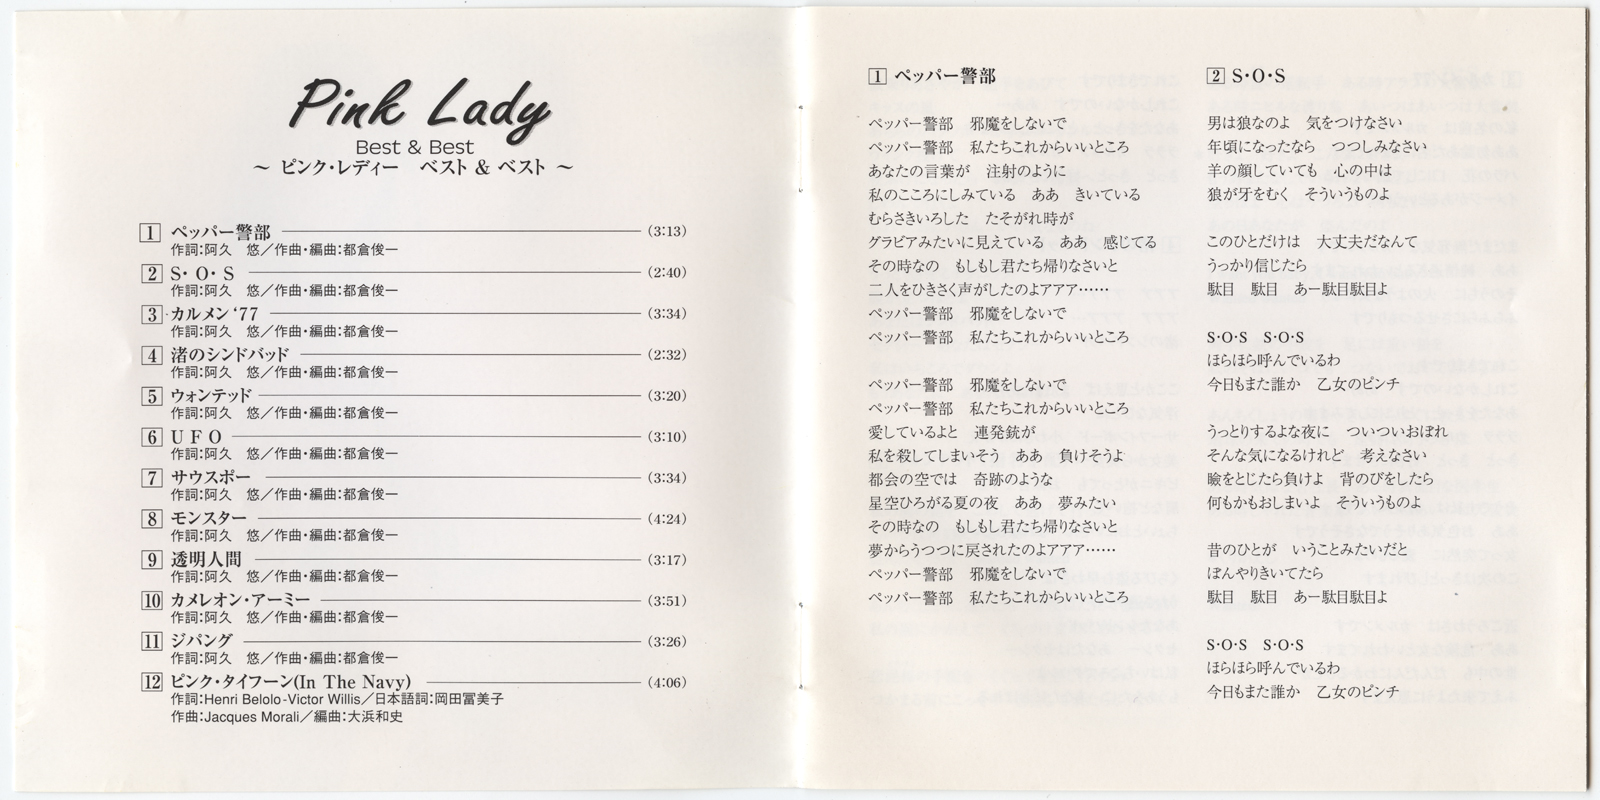 Pink Lady
Best & Best
～ ピンク・レディー　ベスト & ベスト ～
1 ペッパー警部 (3:13)
作詞:阿久　悠／作曲・編曲:都倉俊一
2 S・O・S (2:40)
作詞:阿久　悠／作曲・編曲:都倉俊一
3 カルメン '77 (3:34)
作詞:阿久　悠／作曲・編曲:都倉俊一
4 渚のシンドバッド (2:32)
作詞:阿久　悠／作曲・編曲:都倉俊一
5 ウォンテッド (3:20)
作詞:阿久　悠／作曲・編曲:都倉俊一
6 U F O (3:10)
作詞:阿久　悠／作曲・編曲:都倉俊一
7 サウスポー (3:34)
作詞:阿久　悠／作曲・編曲:都倉俊一
8 モンスター (4:24)
作詞:阿久　悠／作曲・編曲:都倉俊一
9 透明人間 (3:17)
作詞:阿久　悠／作曲・編曲:都倉俊一
10 カメレオン・アーミー (3:51)
作詞:阿久　悠／作曲・編曲:都倉俊一
11 ジパング (3:26)
作詞:阿久　悠／作曲・編曲:都倉俊一
12 ピンク・タイフーン(In The Navy) (4:06)
作詞:Henri Belolo-Victor Willis／日本語詞:岡田冨美子
作曲:Jacques Morali／編曲:大浜和史
1 ペッパー警部
ペッパー警部　邪魔をしないで
ペッパー警部　私たちこれからいいところ
あなたの言葉が　注射のように
私のこころにしみている　ああ　きいている
むらさきいろした　たそがれ時が
グラビアみたいに見えている　ああ　感じてる
その時なの　もしもし君たち帰りなさいと
二人をひきさく声がしたのよアアア……
ペッパー警部　邪魔をしないで
ペッパー警部　私たちこれからいいところ
ペッパー警部　邪魔をしないで
ペッパー警部　私たちこれからいいところ
愛しているよと　連発銃が
私を殺してしまいそう　ああ　負けそうよ
都会の空では　奇跡のような
星空ひろがる夏の夜　ああ　夢みたい
その時なの　もしもし君たち帰りなさいと
夢からうつつに戻されたのよアアア……
ペッパー警部　邪魔をしないで
ペッパー警部　私たちこれからいいところ
2 S・O・S
男は狼なのよ　気をつけなさい
年頃になったなら　つつしみなさい
羊の顔していても　心の中は
狼が牙をむく　そういうものよ
このひとだけは　大丈夫だなんて
うっかり信じたら
駄目　駄目　あー駄目駄目よ
S・O・S　S・O・S
ほらほら呼んでいるわ
今日もまた誰か　乙女のピンチ
うっとりするよな夜に　ついついおぼれ
そんな気になるけれど　考えなさい
瞼をとじたら負けよ　背のびをしたら
何もかもおしまいよ　そういうものよ
昔のひとが　いうことみたいだと
ぼんやりきいてたら
駄目　駄目　あー駄目駄目よ
S・O・S　S・O・S
ほらほら呼んでいるわ
今日もまた誰か　乙女のピンチ